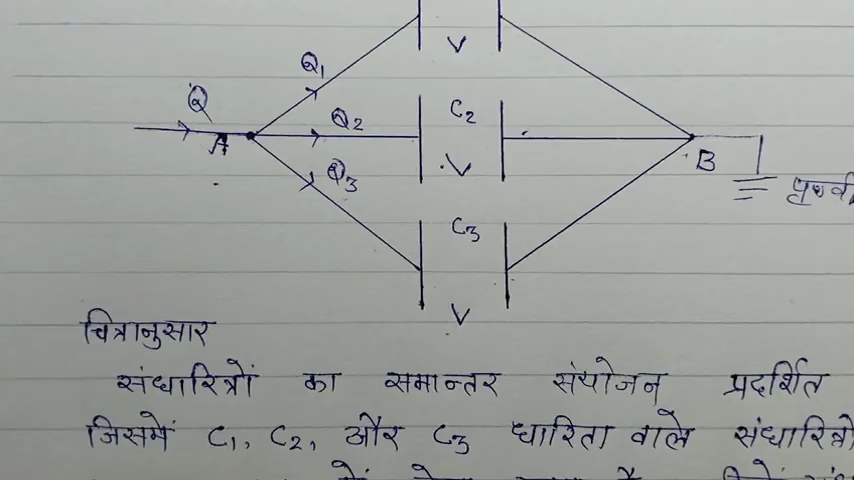 V
Q₁
Q
C₂
Q₂
A
V
B
Q₃
पृथ्वी
C₃
V
चित्रानुसार
संधारित्रों का समान्तर संयोजन प्रदर्शित
जिसमें C₁, C₂, और C₃ धारिता वाले संधारित्रो